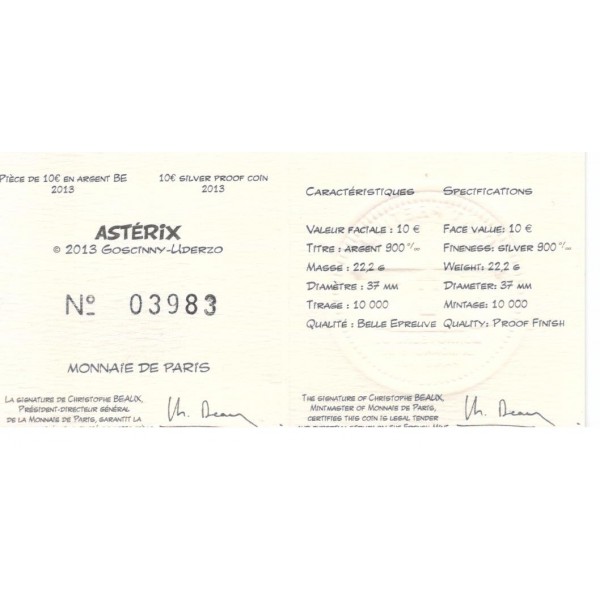 PIÈCE DE 10€ EN ARGENT BE
2013
10€ SILVER PROOF COIN
2013
ASTÉRIX
© 2013 GOSCINNY-UDERZO
Nº 03983
MONNAIE DE PARIS
LA SIGNATURE DE CHRISTOPHE BEAUX,
PRÉSIDENT-DIRECTEUR GÉNÉRAL
DE LA MONNAIE DE PARIS, GARANTIT LA
CARACTÉRISTIQUES
VALEUR FACIALE : 10 €
TITRE : ARGENT 900 ‰
MASSE : 22,2 G
DIAMÈTRE : 37 MM
TIRAGE : 10 000
QUALITÉ : BELLE EPREUVE
SPECIFICATIONS
FACE VALUE: 10 €
FINENESS: SILVER 900 ‰
WEIGHT: 22,2 G
DIAMETER: 37 MM
MINTAGE: 10 000
QUALITY: PROOF FINISH
THE SIGNATURE OF CHRISTOPHE BEAUX,
MINTMASTER OF MONNAIE DE PARIS,
CERTIFIES THIS COIN IS LEGAL TENDER